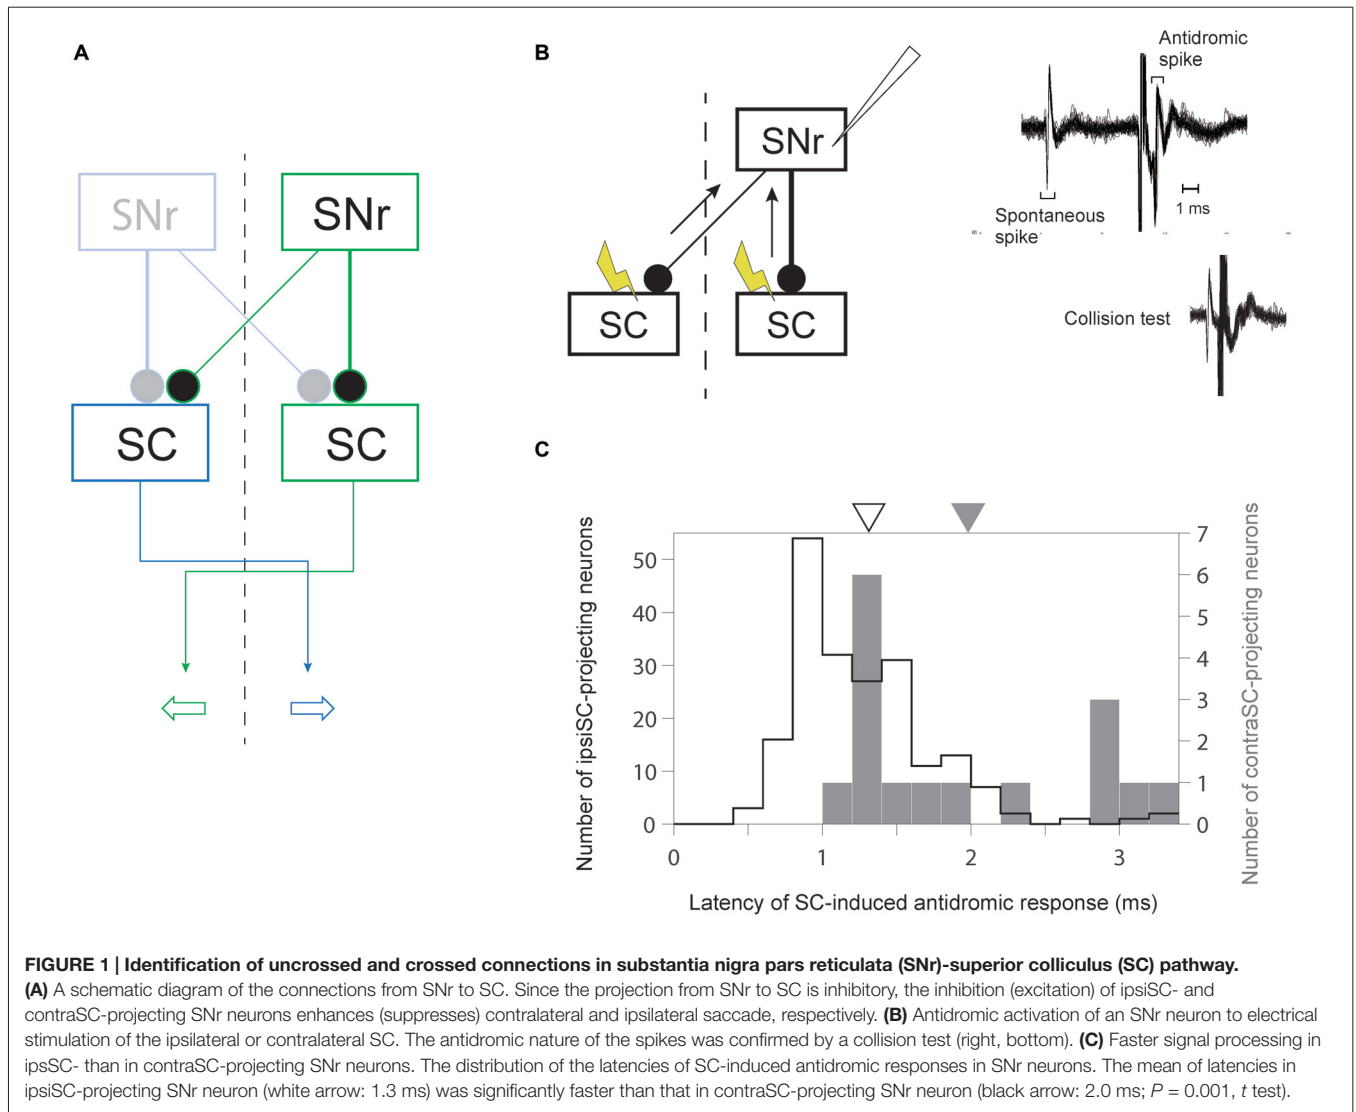 A
SNr
SNr
SC
SC
B
SNr
SC
SC
Antidromic
spike
Spontaneous
spike
1 ms
Collision test
C
Number of ipsiSC-projecting neurons
50
40
30
20
10
0
7
6
5
4
3
2
1
0
Number of contraSC-projecting neurons
0 1 2 3
Latency of SC-induced antidromic response (ms)
FIGURE 1 | Identification of uncrossed and crossed connections in substantia nigra pars reticulata (SNr)-superior colliculus (SC) pathway.
(A) A schematic diagram of the connections from SNr to SC. Since the projection from SNr to SC is inhibitory, the inhibition (excitation) of ipsiSC- and
contraSC-projecting SNr neurons enhances (suppresses) contralateral and ipsilateral saccade, respectively. (B) Antidromic activation of an SNr neuron to electrical
stimulation of the ipsilateral or contralateral SC. The antidromic nature of the spikes was confirmed by a collision test (right, bottom). (C) Faster signal processing in
ipsSC- than in contraSC-projecting SNr neurons. The distribution of the latencies of SC-induced antidromic responses in SNr neurons. The mean of latencies in
ipsiSC-projecting SNr neuron (white arrow: 1.3 ms) was significantly faster than that in contraSC-projecting SNr neuron (black arrow: 2.0 ms; P = 0.001, t test).